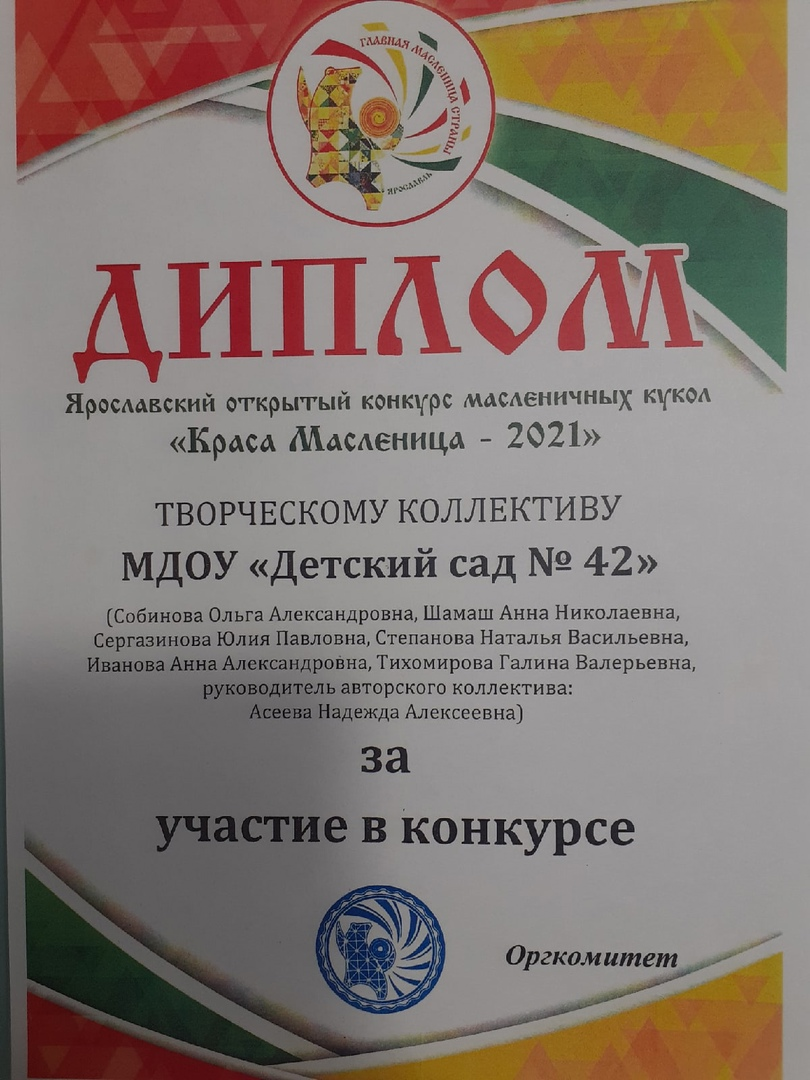 ГЛАВНАЯ МАСЛЕНИЦА СТРАНЫ
ЯРОСЛАВЛЬ
ДИПЛОМ
Ярославский открытый конкурс масленичных кукол
«Краса Масленица - 2021»
ТВОРЧЕСКОМУ КОЛЛЕКТИВУ
МДОУ «Детский сад № 42»
(Собинова Ольга Александровна, Шамаш Анна Николаевна,
Сергазинова Юлия Павловна, Степанова Наталья Васильевна,
Иванова Анна Александровна, Тихомирова Галина Валерьевна,
руководитель авторского коллектива:
Асеева Надежда Алексеевна)
за
участие в конкурсе
Оргкомитет